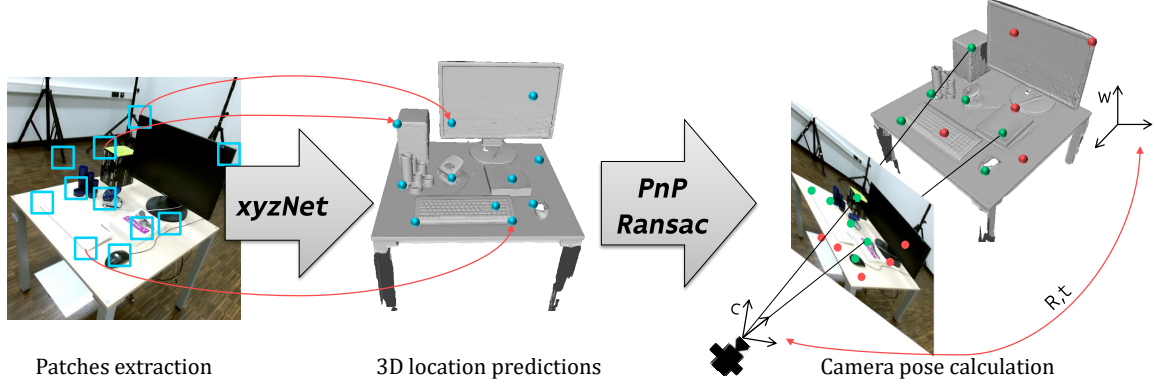 xyzNet
PnP
Ransac
W
C
R,t
Patches extraction
3D location predictions
Camera pose calculation